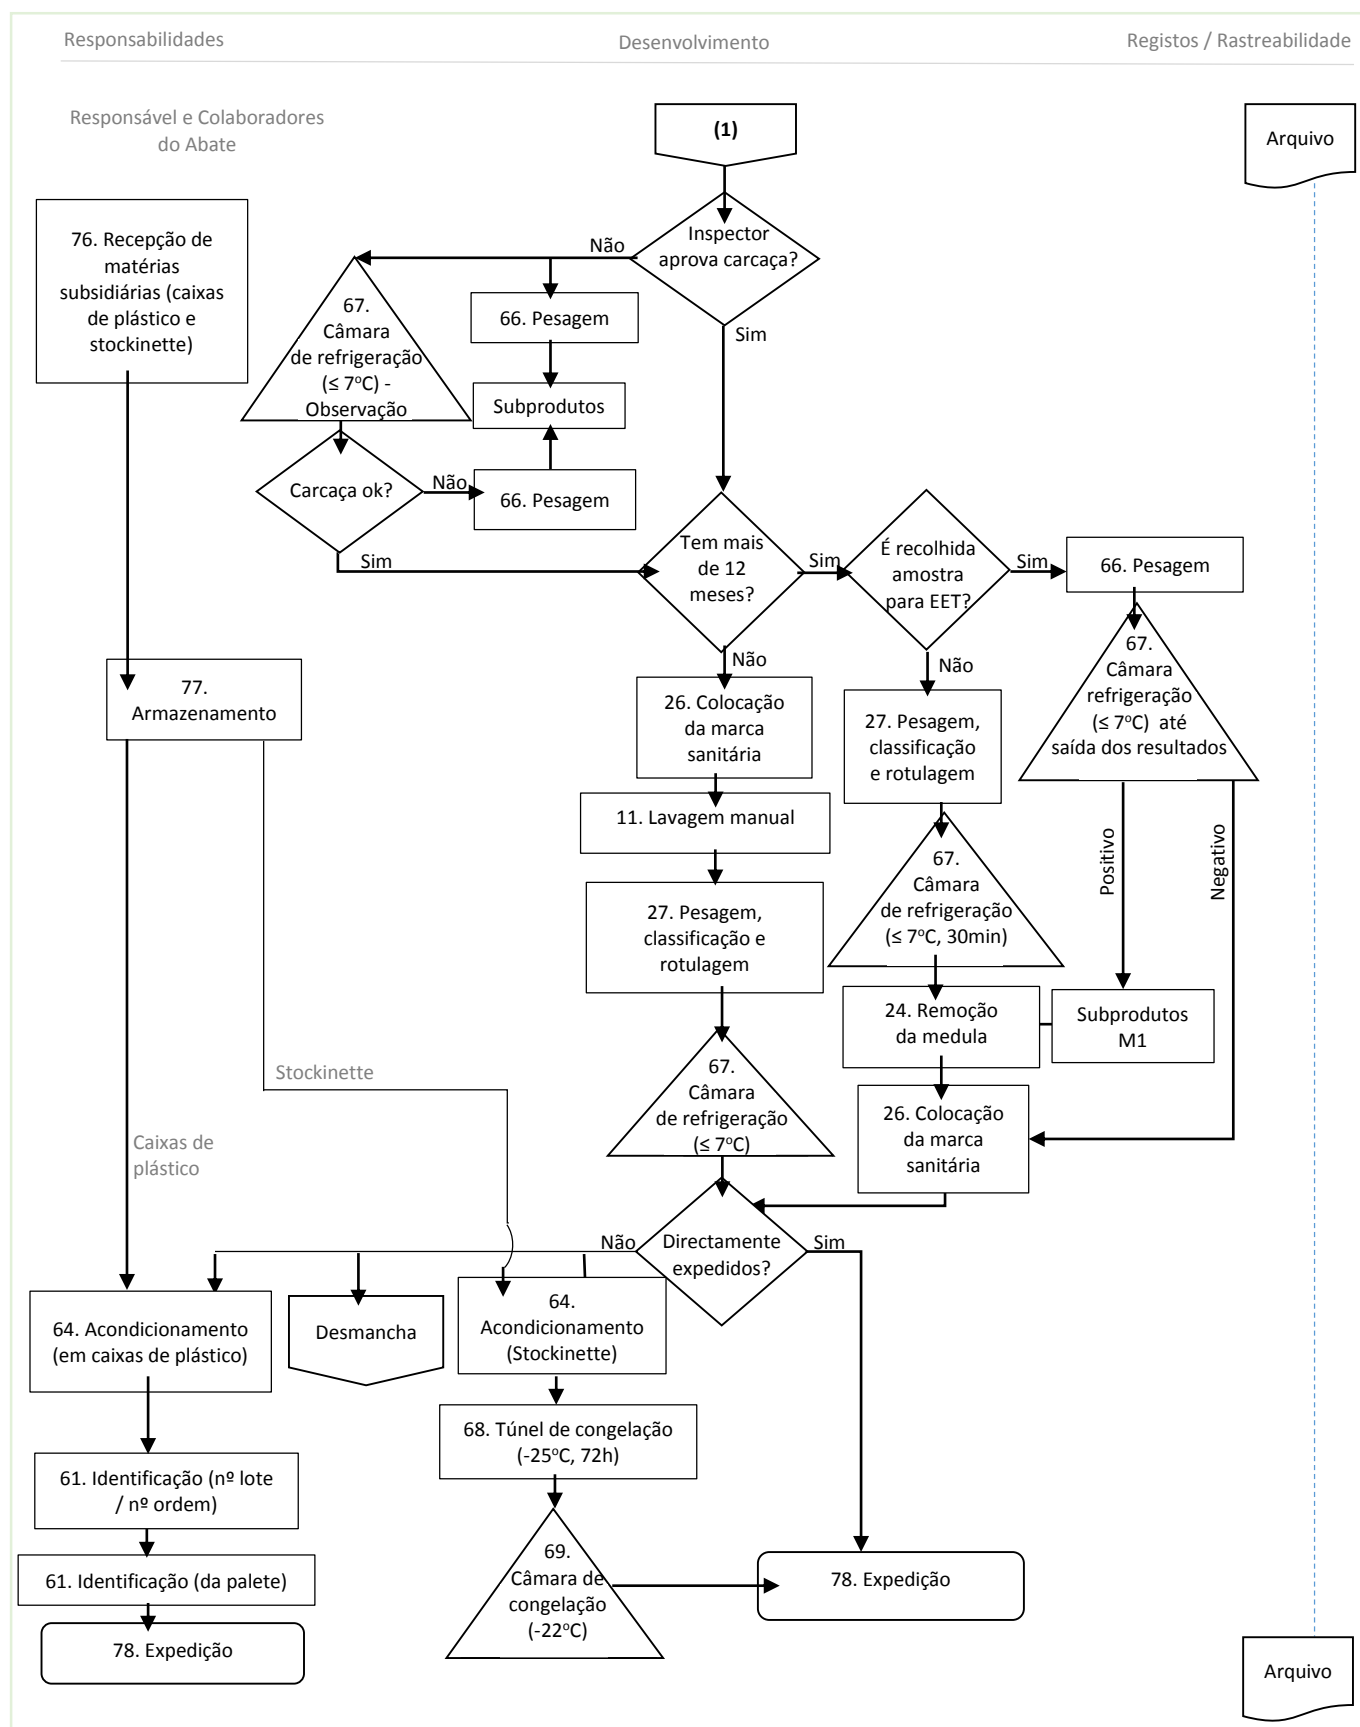 Responsabilidades
Desenvolvimento
Registos / Rastreabilidade
Responsável e Colaboradores
do Abate
(1)
Arquivo
76. Recepção de
matérias
subsidiárias (caixas
de plástico e
stockinette)
Não
Inspector
aprova carcaça?
Sim
67.
Câmara
de refrigeração
(≤ 7ºC) -
Observação
66. Pesagem
Subprodutos
Carcaça ok?
Não
66. Pesagem
Sim
Tem mais
de 12
meses?
Sim
É recolhida
amostra
para EET?
Sim
66. Pesagem
Não
Não
67.
Câmara
refrigeração
(≤ 7ºC) até
saída dos resultados
77.
Armazenamento
26. Colocação
da marca
sanitária
27. Pesagem,
classificação
e rotulagem
11. Lavagem manual
Positivo
Negativo
67.
Câmara
de refrigeração
(≤ 7ºC, 30min)
27. Pesagem,
classificação e
rotulagem
24. Remoção
da medula
Subprodutos
M1
Stockinette
67.
Câmara
de refrigeração
(≤ 7ºC)
26. Colocação
da marca
sanitária
Caixas de
plástico
Não
Directamente
expedidos?
Sim
64. Acondicionamento
(em caixas de plástico)
Desmancha
64.
Acondicionamento
(Stockinette)
68. Túnel de congelação
(-25ºC, 72h)
61. Identificação (nº lote
/ nº ordem)
69.
Câmara de
congelação
(-22ºC)
61. Identificação (da palete)
78. Expedição
78. Expedição
Arquivo